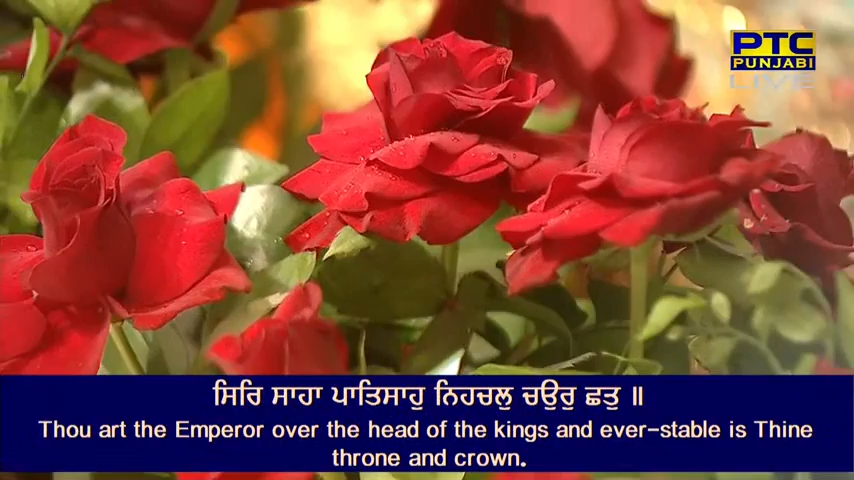 PTC
PUNJABI
LIVE
ਸਿਰਿ ਸਾਹਾ ਪਾਤਿਸਾਹੁ ਨਿਹਚਲੁ ਚਉਰੁ ਛਤੁ ॥
Thou art the Emperor over the head of the kings and ever-stable is Thine
throne and crown.